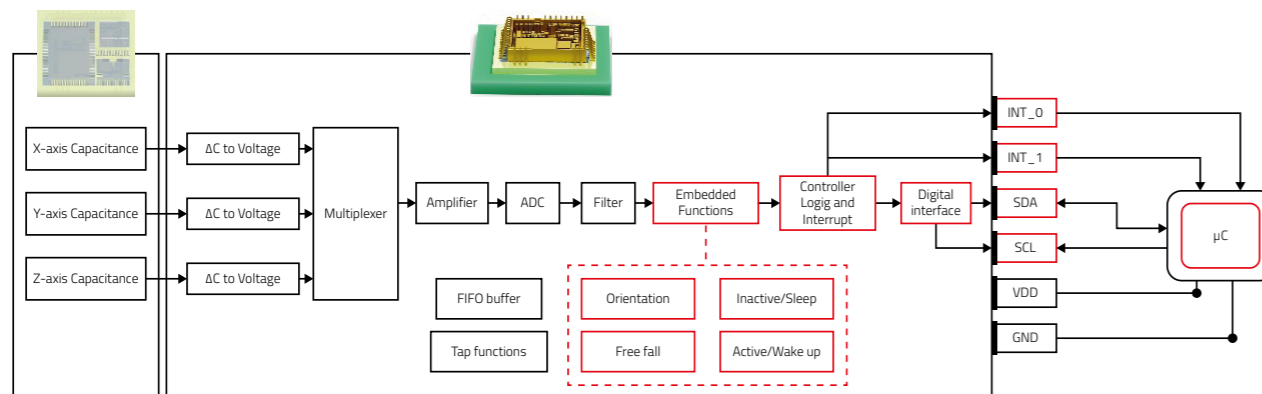 X-axis Capacitance
Y-axis Capacitance
Z-axis Capacitance
ΔC to Voltage
ΔC to Voltage
ΔC to Voltage
Multiplexer
Amplifier
ADC
Filter
Embedded
Functions
Controller
Logig and
Interrupt
Digital
interface
FIFO buffer
Tap functions
Orientation
Inactive/Sleep
Free fall
Active/Wake up
INT_0
INT_1
SDA
SCL
VDD
GND
µC